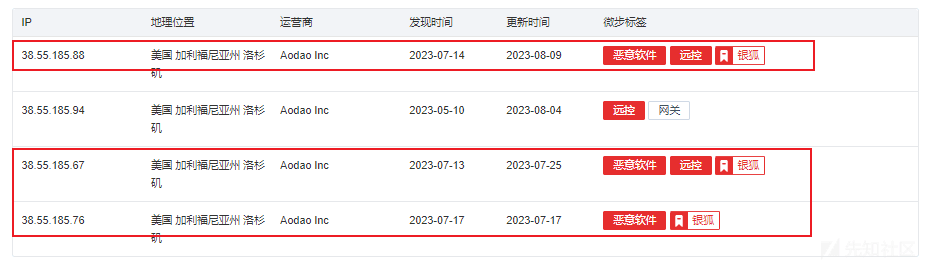 IP 地理位置 运营商 发现时间 更新时间 微步标签
38.55.185.88 美国 加利福尼亚州 洛杉 Aodao Inc 2023-07-14 2023-08-09 恶意软件 远控 银狐
矶
38.55.185.94 美国 加利福尼亚州 洛杉 Aodao Inc 2023-05-10 2023-08-04 远控 网关
矶
38.55.185.67 美国 加利福尼亚州 洛杉 Aodao Inc 2023-07-13 2023-07-25 恶意软件 远控 银狐
矶
38.55.185.76 美国 加利福尼亚州 洛杉 Aodao Inc 2023-07-17 2023-07-17 恶意软件 银狐
矶
先知社区